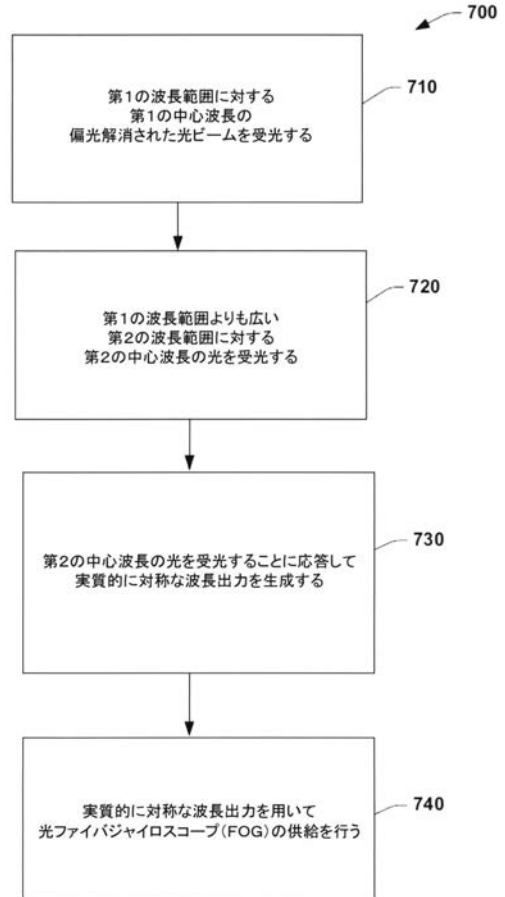 700
710
第1の波長範囲に対する
第1の中心波長の
偏光解消された光ビームを受光する
720
第1の波長範囲よりも広い
第2の波長範囲に対する
第2の中心波長の光を受光する
730
第2の中心波長の光を受光することに応答して
実質的に対称な波長出力を生成する
740
実質的に対称な波長出力を用いて
光ファイバジャイロスコープ(FOG)の供給を行う